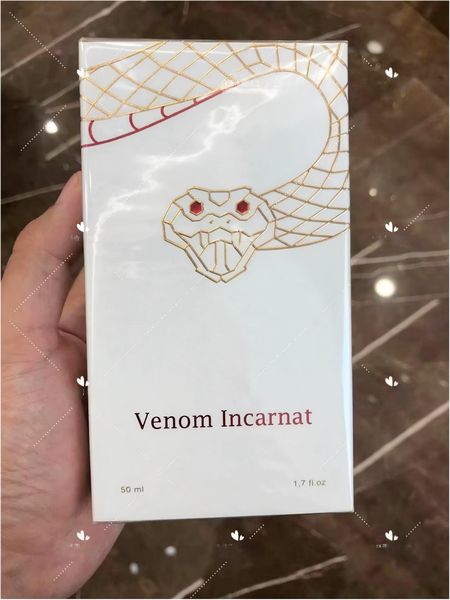 Venom Incarnat
50 ml
1,7 fl.oz